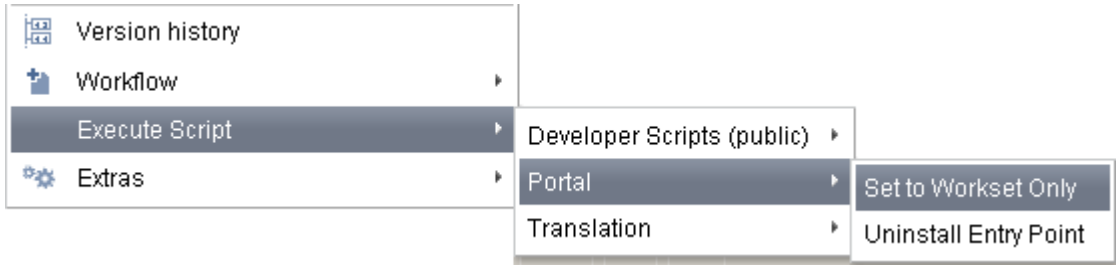 Version history
Workflow
Execute Script
Extras
Developer Scripts (public)
Portal
Translation
Set to Workset Only
Uninstall Entry Point